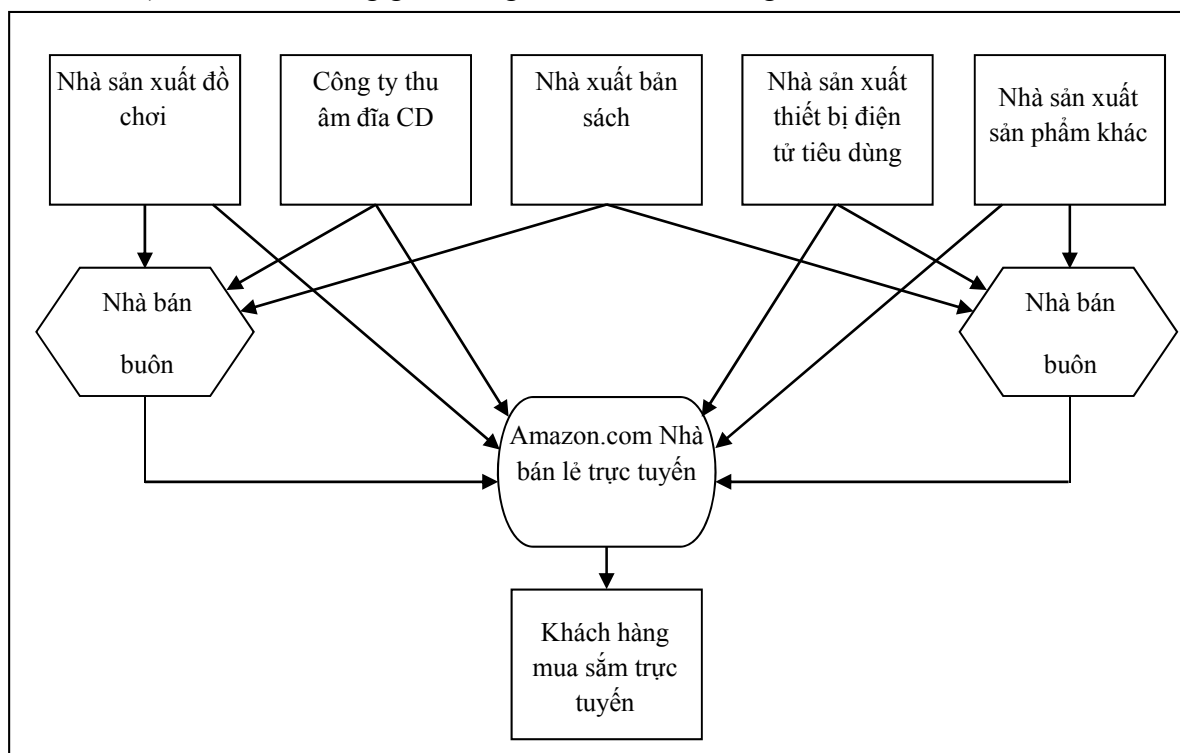 Nhà sản xuất đồ
chơi
Công ty thu
âm đĩa CD
Nhà xuất bản
sách
Nhà sản xuất
thiết bị điện
tử tiêu dùng
Nhà sản xuất
sản phẩm khác
Nhà bán
buôn
Nhà bán
buôn
Amazon.com Nhà
bán lẻ trực tuyến
Khách hàng
mua sắm trực
tuyến